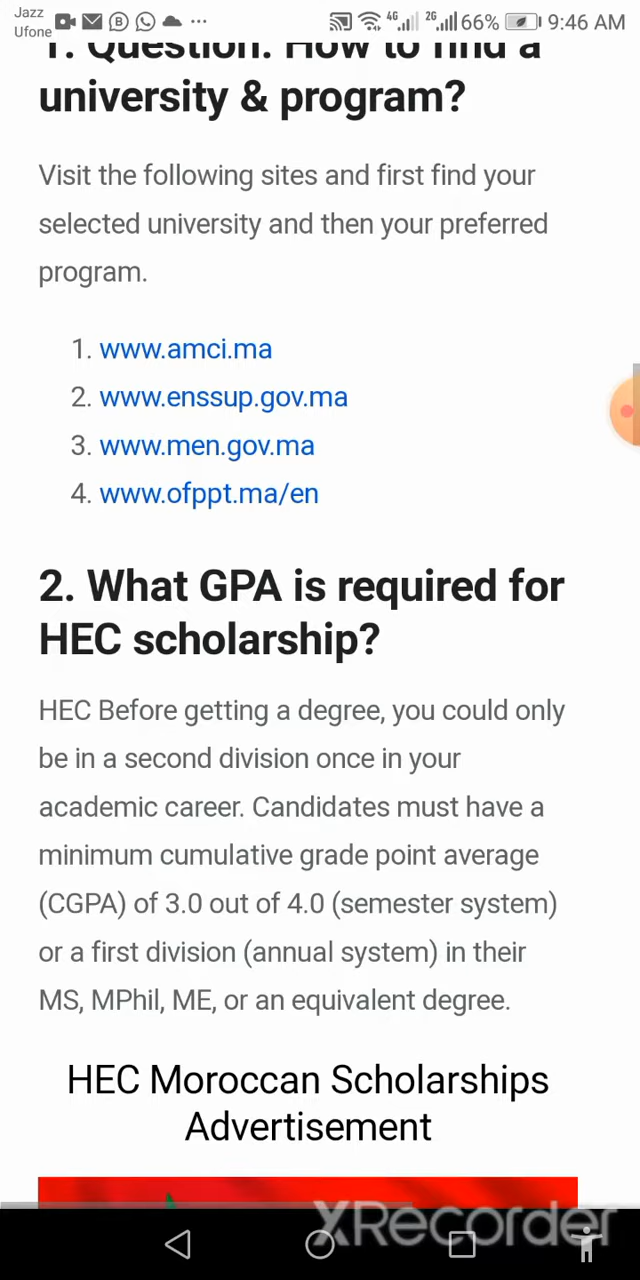 Jazz
Ufone
4G 2G 66% 9:46 AM
1. Question: How to find a
university & program?
Visit the following sites and first find your
selected university and then your preferred
program.
1. www.amci.ma
2. www.enssup.gov.ma
3. www.men.gov.ma
4. www.ofppt.ma/en
2. What GPA is required for
HEC scholarship?
HEC Before getting a degree, you could only
be in a second division once in your
academic career. Candidates must have a
minimum cumulative grade point average
(CGPA) of 3.0 out of 4.0 (semester system)
or a first division (annual system) in their
MS, MPhil, ME, or an equivalent degree.
HEC Moroccan Scholarships
Advertisement
XRecorder